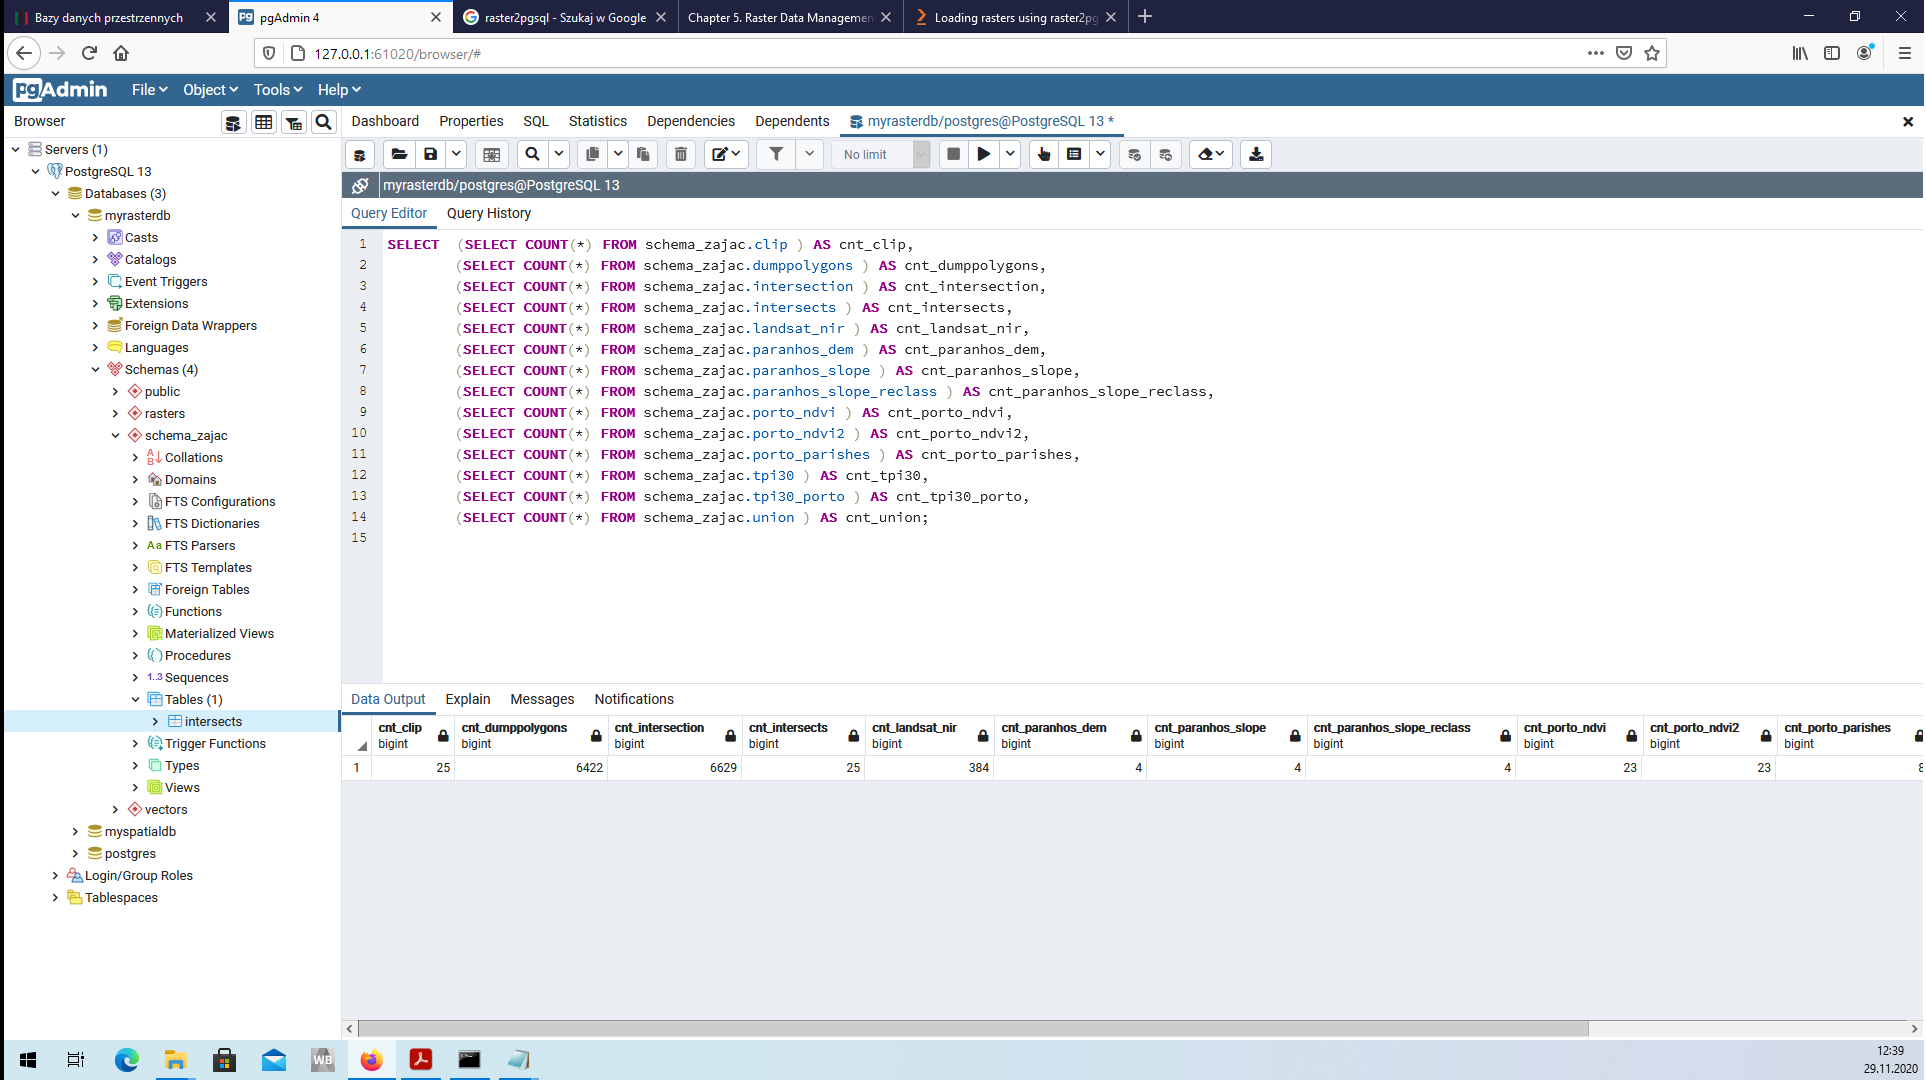 Bazy danych przestrzennych
pgAdmin 4
raster2pgsql - Szukaj w Google
Chapter 5. Raster Data Managemen
Loading rasters using raster2pg
127.0.0.1:61020/browser/#
pgAdmin
File
Object
Tools
Help
Browser
Dashboard
Properties
SQL
Statistics
Dependencies
Dependents
myrasterdb/postgres@PostgreSQL 13 *
No limit
myrasterdb/postgres@PostgreSQL 13
Query Editor
Query History
Servers (1)
PostgreSQL 13
Databases (3)
myrasterdb
Casts
Catalogs
Event Triggers
Extensions
Foreign Data Wrappers
Languages
Schemas (4)
public
rasters
schema_zajac
Collations
Domains
FTS Configurations
FTS Dictionaries
FTS Parsers
FTS Templates
Foreign Tables
Functions
Materialized Views
Procedures
1..3 Sequences
Tables (1)
intersects
Trigger Functions
Types
Views
vectors
myspatialdb
postgres
Login/Group Roles
Tablespaces
1 SELECT (SELECT COUNT(*) FROM schema_zajac.clip ) AS cnt_clip,
2 (SELECT COUNT(*) FROM schema_zajac.dumppolygons ) AS cnt_dumppolygons,
3 (SELECT COUNT(*) FROM schema_zajac.intersection ) AS cnt_intersection,
4 (SELECT COUNT(*) FROM schema_zajac.intersects ) AS cnt_intersects,
5 (SELECT COUNT(*) FROM schema_zajac.landsat_nir ) AS cnt_landsat_nir,
6 (SELECT COUNT(*) FROM schema_zajac.paranhos_dem ) AS cnt_paranhos_dem,
7 (SELECT COUNT(*) FROM schema_zajac.paranhos_slope ) AS cnt_paranhos_slope,
8 (SELECT COUNT(*) FROM schema_zajac.paranhos_slope_reclass ) AS cnt_paranhos_slope_reclass,
9 (SELECT COUNT(*) FROM schema_zajac.porto_ndvi ) AS cnt_porto_ndvi,
10 (SELECT COUNT(*) FROM schema_zajac.porto_ndvi2 ) AS cnt_porto_ndvi2,
11 (SELECT COUNT(*) FROM schema_zajac.porto_parishes ) AS cnt_porto_parishes,
12 (SELECT COUNT(*) FROM schema_zajac.tpi30 ) AS cnt_tpi30,
13 (SELECT COUNT(*) FROM schema_zajac.tpi30_porto ) AS cnt_tpi30_porto,
14 (SELECT COUNT(*) FROM schema_zajac.union ) AS cnt_union;
15
Data Output
Explain
Messages
Notifications
cnt_clip cnt_dumppolygons cnt_intersection cnt_intersects cnt_landsat_nir cnt_paranhos_dem cnt_paranhos_slope cnt_paranhos_slope_reclass cnt_porto_ndvi cnt_porto_ndvi2 cnt_porto_parishes
bigint bigint bigint bigint bigint bigint bigint bigint bigint bigint bigint
1 25 6422 6629 25 384 4 4 4 23 23 8
WB
12:39
29.11.2020